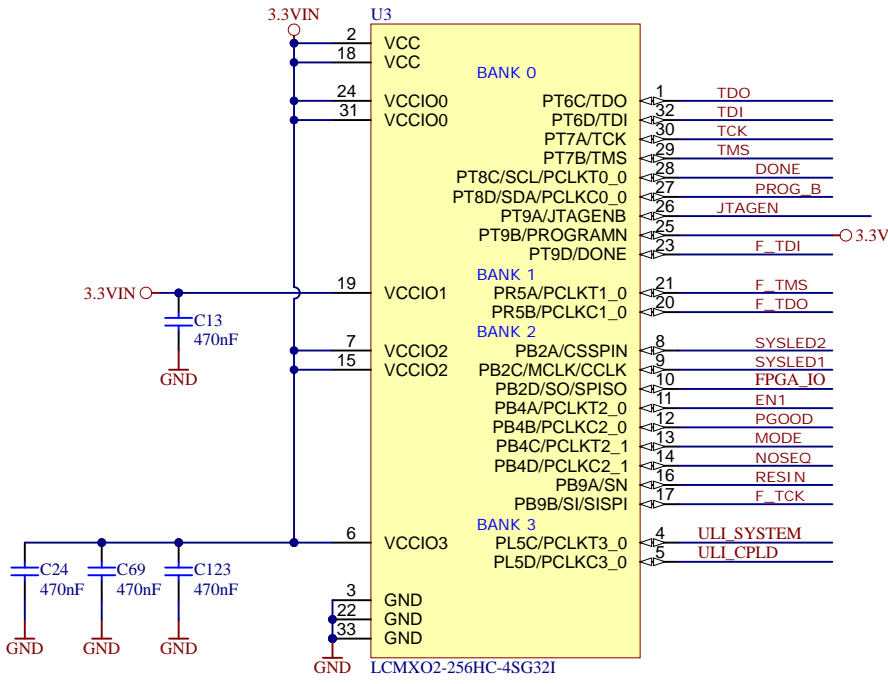 3.3VIN
U3
2 VCC
18 VCC
BANK 0
24 VCCIO0
31 VCCIO0
PT6C/TDO 1 TDO
PT6D/TDI 32 TDI
PT7A/TCK 30 TCK
PT7B/TMS 29 TMS
PT8C/SCL/PCLKT0_0 28 DONE
PT8D/SDA/PCLKC0_0 27 PROG_B
PT9A/JTAGENB 26 JTAGEN
PT9B/PROGRAMN 25 3.3V
PT9D/DONE 23 F_TDI
BANK 1
3.3VIN 19 VCCIO1 PR5A/PCLKT1_0 21 F_TMS
PR5B/PCLKC1_0 20 F_TDO
C13
470nF
GND
BANK 2
7 VCCIO2 PB2A/CSSPIN 8 SYSLED2
15 VCCIO2 PB2C/MCLK/CCLK 9 SYSLED1
PB2D/SO/SPISO 10 FPGA_IO
PB4A/PCLKT2_0 11 EN1
PB4B/PCLKC2_0 12 PGOOD
PB4C/PCLKT2_1 13 MODE
PB4D/PCLKC2_1 14 NOSEQ
PB9A/SN 16 RESIN
PB9B/SI/SISPI 17 F_TCK
BANK 3
6 VCCIO3 PL5C/PCLKT3_0 4 ULI_SYSTEM
PL5D/PCLKC3_0 5 ULI_CPLD
C24 C69 C123
470nF 470nF 470nF
GND GND GND
3 GND
22 GND
33 GND
GND
LCMXO2-256HC-4SG32I